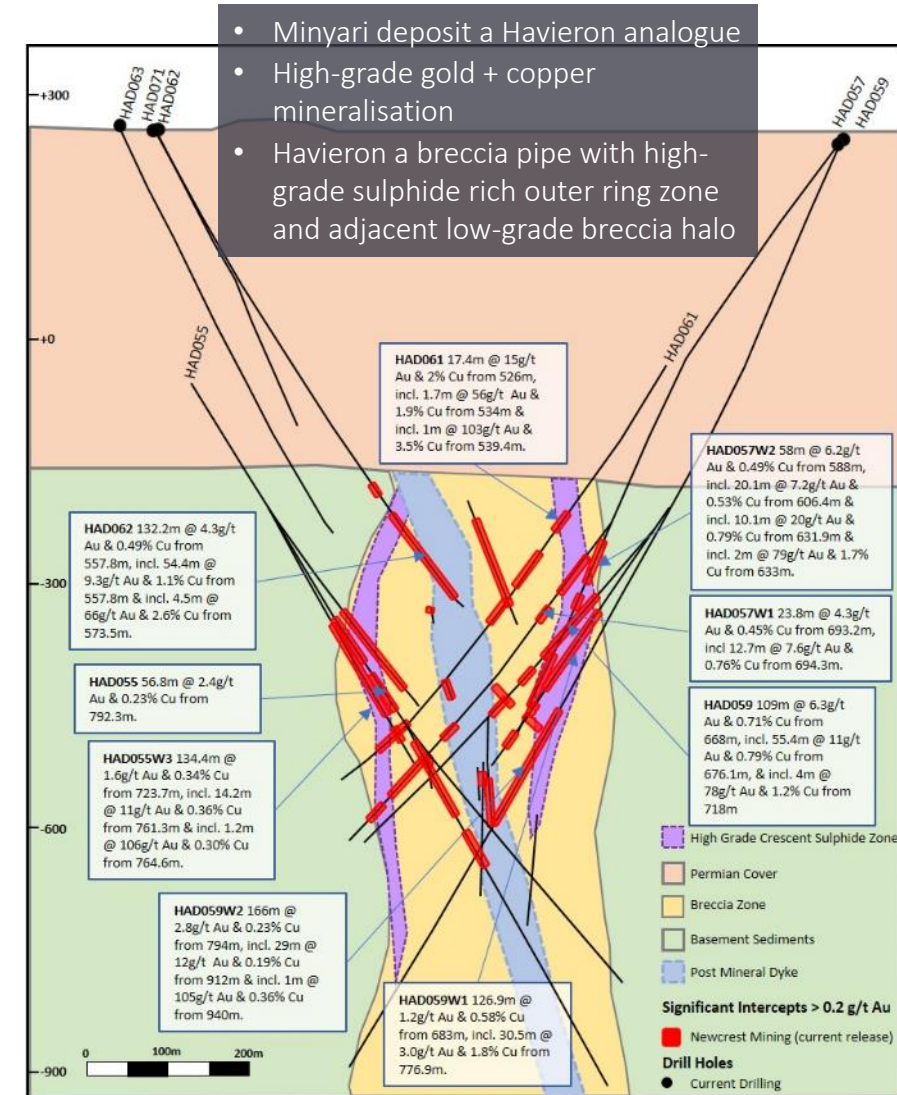 • Minyari deposit a Havieron analogue
• High-grade gold + copper
mineralisation
• Havieron a breccia pipe with high-
grade sulphide rich outer ring zone
and adjacent low-grade breccia halo
HAD063
HAD071
HAD062
HAD057
HAD059
+300
+0
-300
-600
-900
HAD055
HAD061
HAD061 17.4m @ 15g/t
Au & 2% Cu from 526m,
incl. 1.7m @ 56g/t Au &
1.9% Cu from 534m &
incl. 1m @ 103g/t Au &
3.5% Cu from 539.4m.
HAD057W2 58m @ 6.2g/t
Au & 0.49% Cu from 588m,
incl. 20.1m @ 7.2g/t Au &
0.53% Cu from 606.4m &
incl. 10.1m @ 20g/t Au &
0.79% Cu from 631.9m &
incl. 2m @ 79g/t Au & 1.7%
Cu from 633m.
HAD062 132.2m @ 4.3g/t
Au & 0.49% Cu from
557.8m, incl. 54.4m @
9.3g/t Au & 1.1% Cu from
557.8m & incl. 4.5m @
66g/t Au & 2.6% Cu from
573.5m.
HAD057W1 23.8m @ 4.3g/t
Au & 0.45% Cu from 693.2m,
incl 12.7m @ 7.6g/t Au &
0.76% Cu from 694.3m.
HAD055 56.8m @ 2.4g/t
Au & 0.23% Cu from
792.3m.
HAD059 109m @ 6.3g/t
Au & 0.71% Cu from
668m, incl. 55.4m @ 11g/t
Au & 0.79% Cu from
676.1m, & incl. 4m @
78g/t Au & 1.2% Cu from
718m
HAD055W3 134.4m @
1.6g/t Au & 0.34% Cu
from 723.7m, incl. 14.2m
@ 11g/t Au & 0.36% Cu
from 761.3m & incl. 1.2m
@ 106g/t Au & 0.30% Cu
from 764.6m.
HAD059W2 166m @
2.8g/t Au & 0.23% Cu
from 794m, incl. 29m @
12g/t Au & 0.19% Cu
from 912m & incl. 1m @
105g/t Au & 0.36% Cu
from 940m.
HAD059W1 126.9m @
1.2g/t Au & 0.58% Cu
from 683m, incl. 30.5m @
3.0g/t Au & 1.8% Cu from
776.9m.
High Grade Crescent Sulphide Zone
Permian Cover
Breccia Zone
Basement Sediments
Post Mineral Dyke
Significant Intercepts > 0.2 g/t Au
Newcrest Mining (current release)
Drill Holes
Current Drilling
0 100m 200m